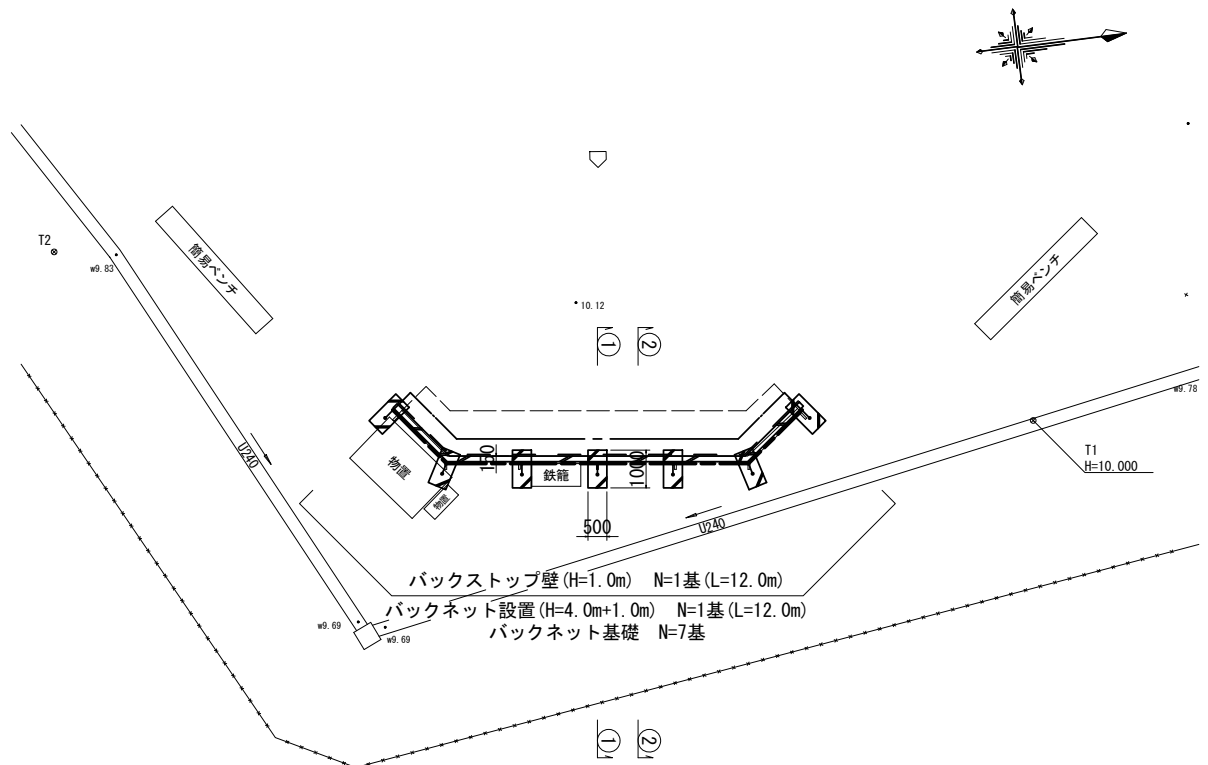 T2
w9.83
簡易ベンチ
簡易ベンチ
10.12
①
②
w9.78
T1
H=10.000
U240
物置
物置
150
鉄籠
1000
500
U240
バックストップ壁(H=1.0m) N=1基(L=12.0m)
バックネット設置(H=4.0m+1.0m) N=1基(L=12.0m)
バックネット基礎 N=7基
w9.69
w9.69
①
②